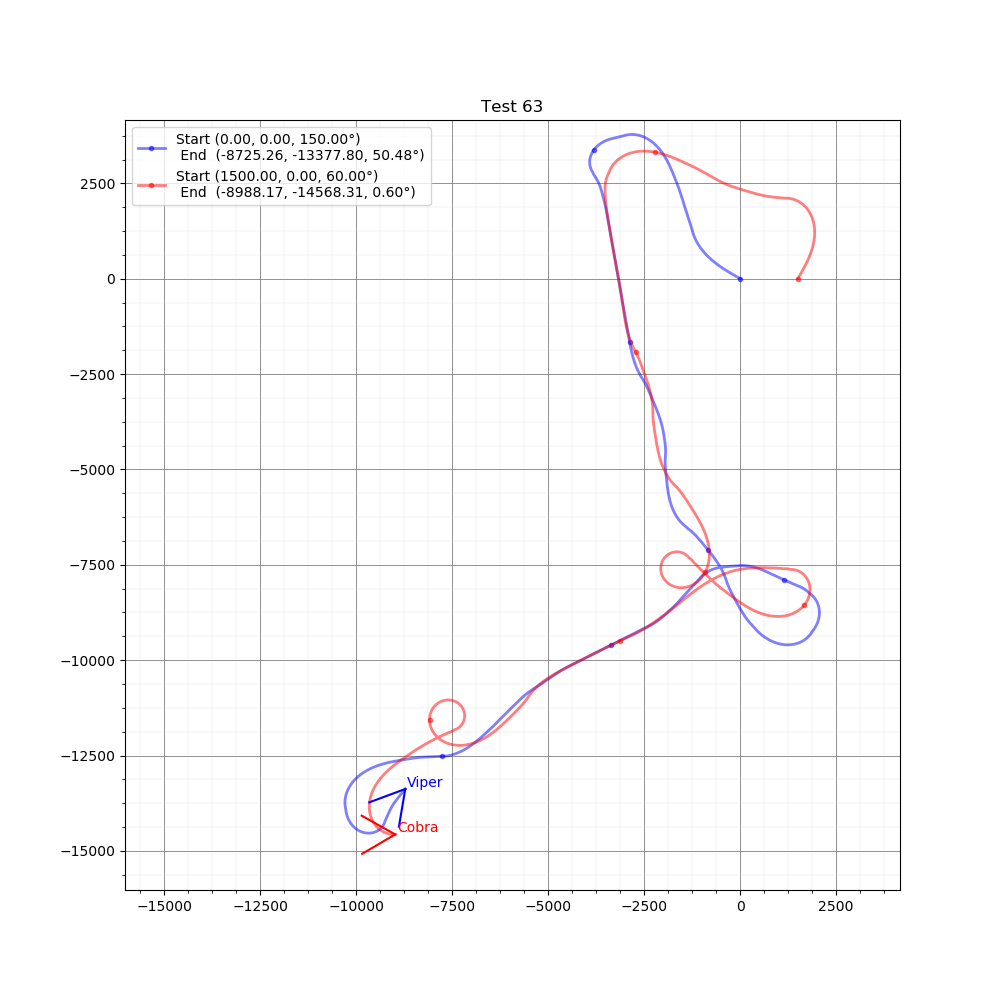 Test 63
Start (0.00, 0.00, 150.00°)
End (-8725.26, -13377.80, 50.48°)
Start (1500.00, 0.00, 60.00°)
End (-8988.17, -14568.31, 0.60°)
2500
0
−2500
−5000
−7500
−10000
−12500
−15000
Viper
Cobra
−15000 −12500 −10000 −7500 −5000 −2500 0 2500